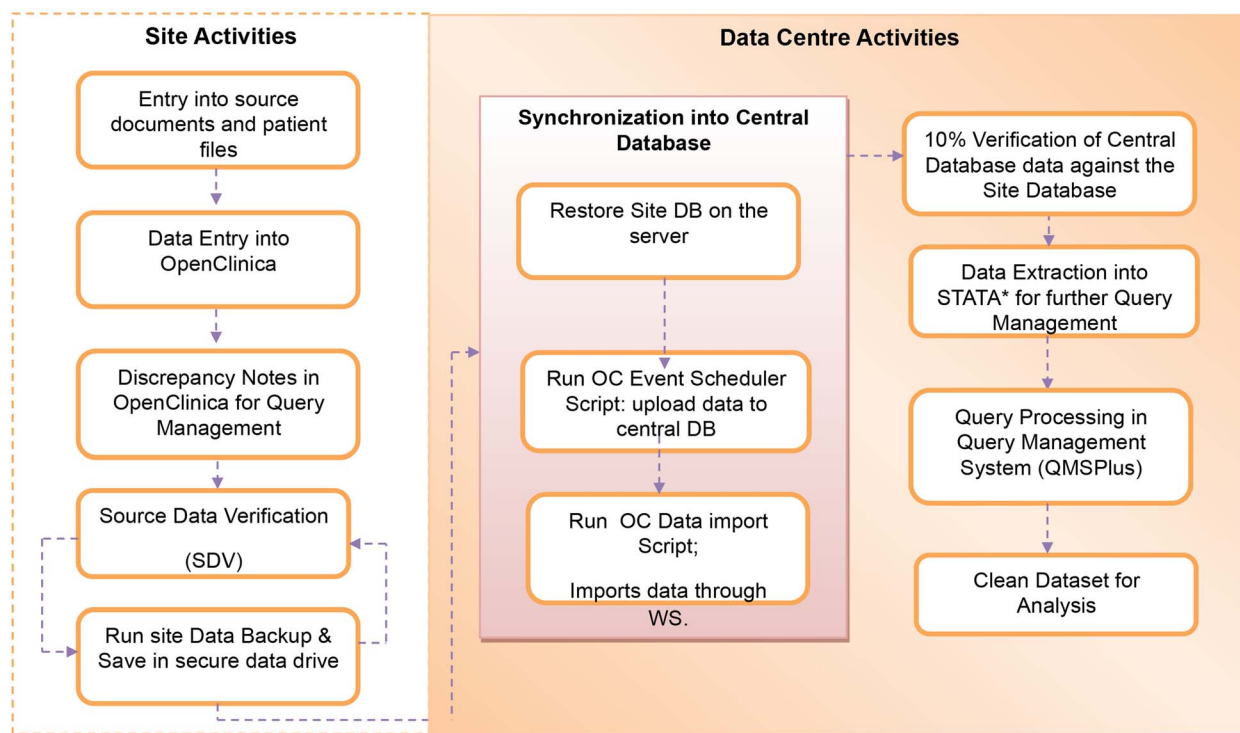 Site Activities
Entry into source
documents and patient
files
Data Entry into
OpenClinica
Discrepancy Notes in
OpenClinica for Query
Management
Source Data Verification
(SDV)
Run site Data Backup &
Save in secure data drive
Data Centre Activities
Synchronization into Central
Database
Restore Site DB on the
server
Run OC Event Scheduler
Script: upload data to
central DB
Run OC Data import
Script;
Imports data through
WS.
10% Verification of Central
Database data against the
Site Database
Data Extraction into
STATA* for further Query
Management
Query Processing in
Query Management
System (QMSPlus)
Clean Dataset for
Analysis